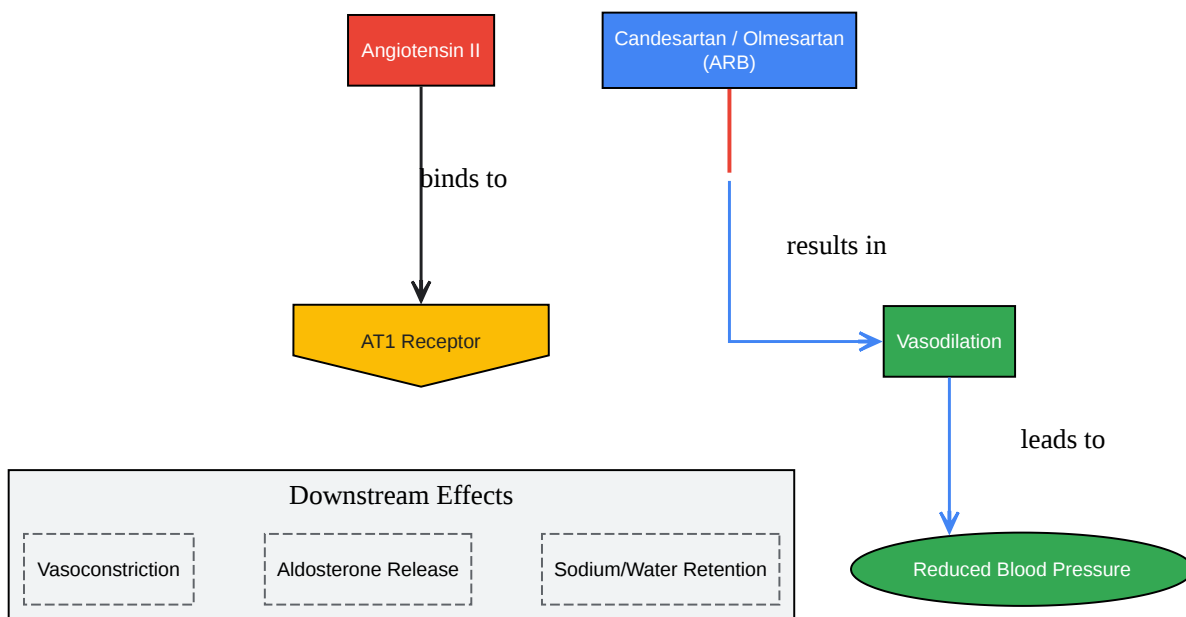 Angiotensin II
Candesartan / Olmesartan
(ARB)
binds to
results in
AT1 Receptor
Vasodilation
leads to
Downstream Effects
Vasoconstriction
Aldosterone Release
Sodium/Water Retention
Reduced Blood Pressure